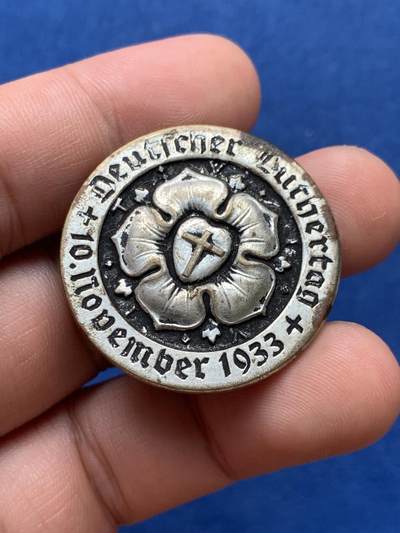 + Deutscher Luthertag +
10. November 1933